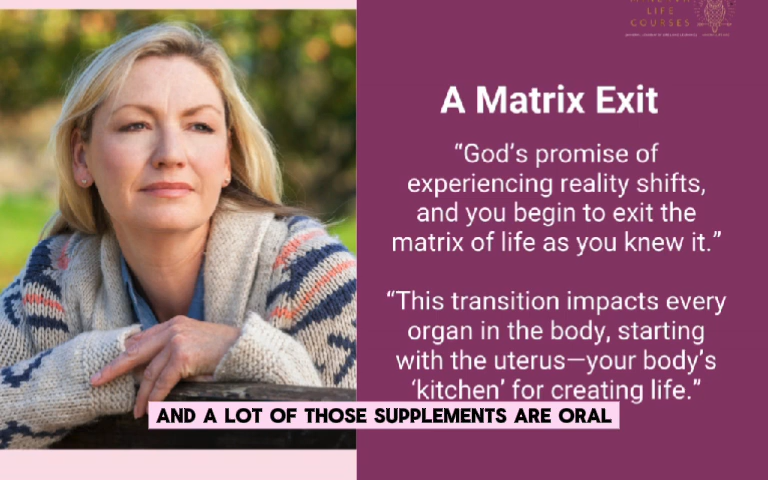 LIFE
COURSES
A Matrix Exit
“God’s promise of
experiencing reality shifts,
and you begin to exit the
matrix of life as you knew it.”
“This transition impacts every
organ in the body, starting
with the uterus—your body’s
‘kitchen’ for creating life.”
AND A LOT OF THOSE SUPPLEMENTS ARE ORAL